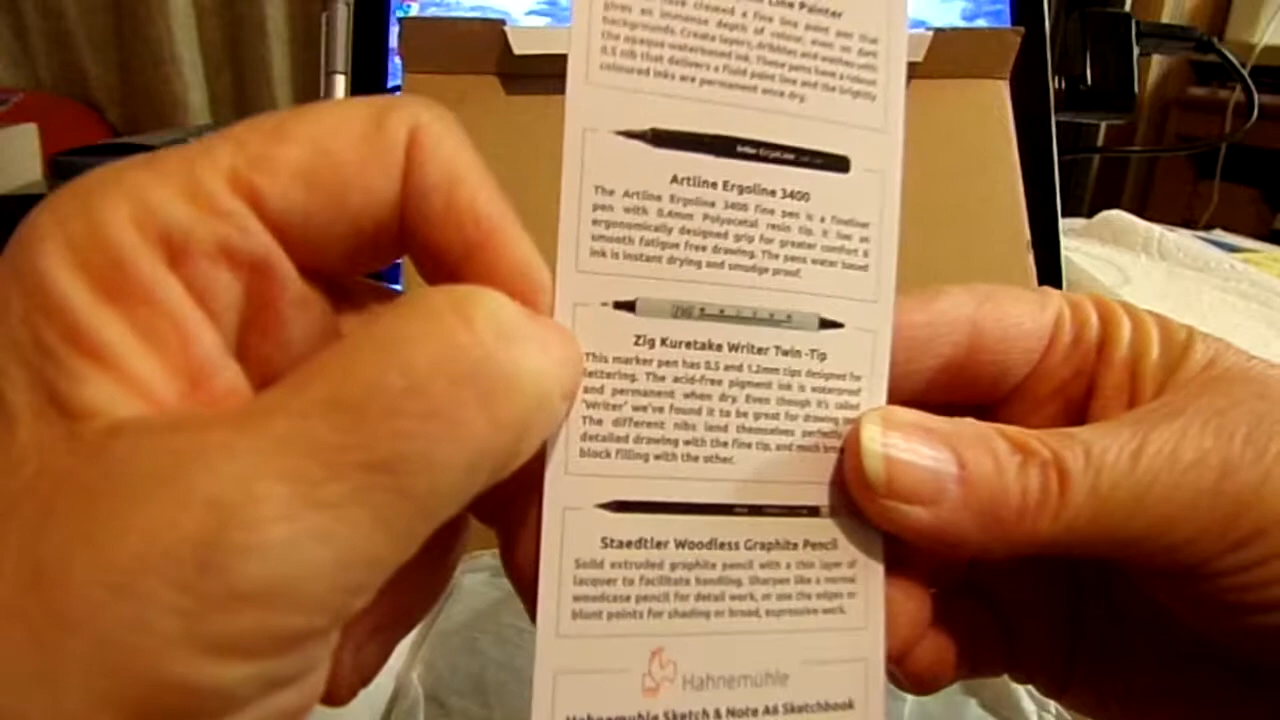 Line Painter
have claimed a fine line paint pen that
gives an immense depth of colour, even on dark
backgrounds. Create layers, dribbles and washes with
the opaque waterbased ink. These pens have a robust
0.5 nib that delivers a fluid paint line and the brightly
coloured inks are permanent once dry.
Artline Ergoline 3400
The Artline Ergoline 3400 fine pen is a fineliner
pen with 0.4mm Polyacetal resin tip. It has an
ergonomically designed grip for greater comfort &
smooth fatigue free drawing. The pens water based
ink is instant drying and smudge proof.
ZIG WRITER
Zig Kuretake Writer Twin-Tip
This marker pen has 0.5 and 1.2mm tips designed for
lettering. The acid-free pigment ink is waterproof
and permanent when dry. Even though it's called
'Writer' we've found it to be great for drawing
The different nibs lend themselves perfectly
detailed drawing with the fine tip, and much
block filling with the other.
Staedtler Woodless Graphite Pencil
Solid extruded graphite pencil with a thin layer of
lacquer to facilitate handling. Sharpen like a normal
woodcase pencil for detail work, or use the edges or
blunt points for shading or broad, expressive work.
Hahnemühle
Hahnemuhle Sketch & Note A6 Sketchbook